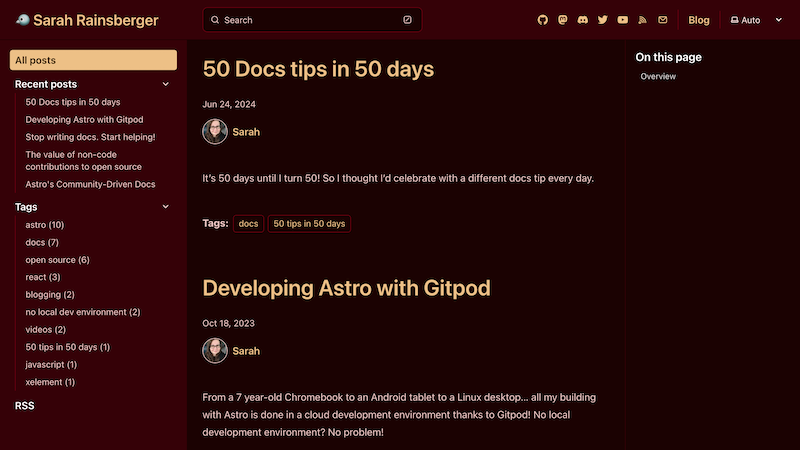 Sarah Rainsberger
Search
Blog
Auto
All posts
Recent posts
50 Docs tips in 50 days
Developing Astro with Gitpod
Stop writing docs. Start helping!
The value of non-code
contributions to open source
Astro's Community-Driven Docs
Tags
astro (10)
docs (7)
open source (6)
react (3)
blogging (2)
no local dev environment (2)
videos (2)
50 tips in 50 days (1)
javascript (1)
xelement (1)
RSS
50 Docs tips in 50 days
Jun 24, 2024
Sarah
It’s 50 days until I turn 50! So I thought I’d celebrate with a different docs tip every day.
Tags: docs 50 tips in 50 days
Developing Astro with Gitpod
Oct 18, 2023
Sarah
From a 7 year-old Chromebook to an Android tablet to a Linux desktop… all my building
with Astro is done in a cloud development environment thanks to Gitpod! No local
development environment? No problem!
On this page
Overview